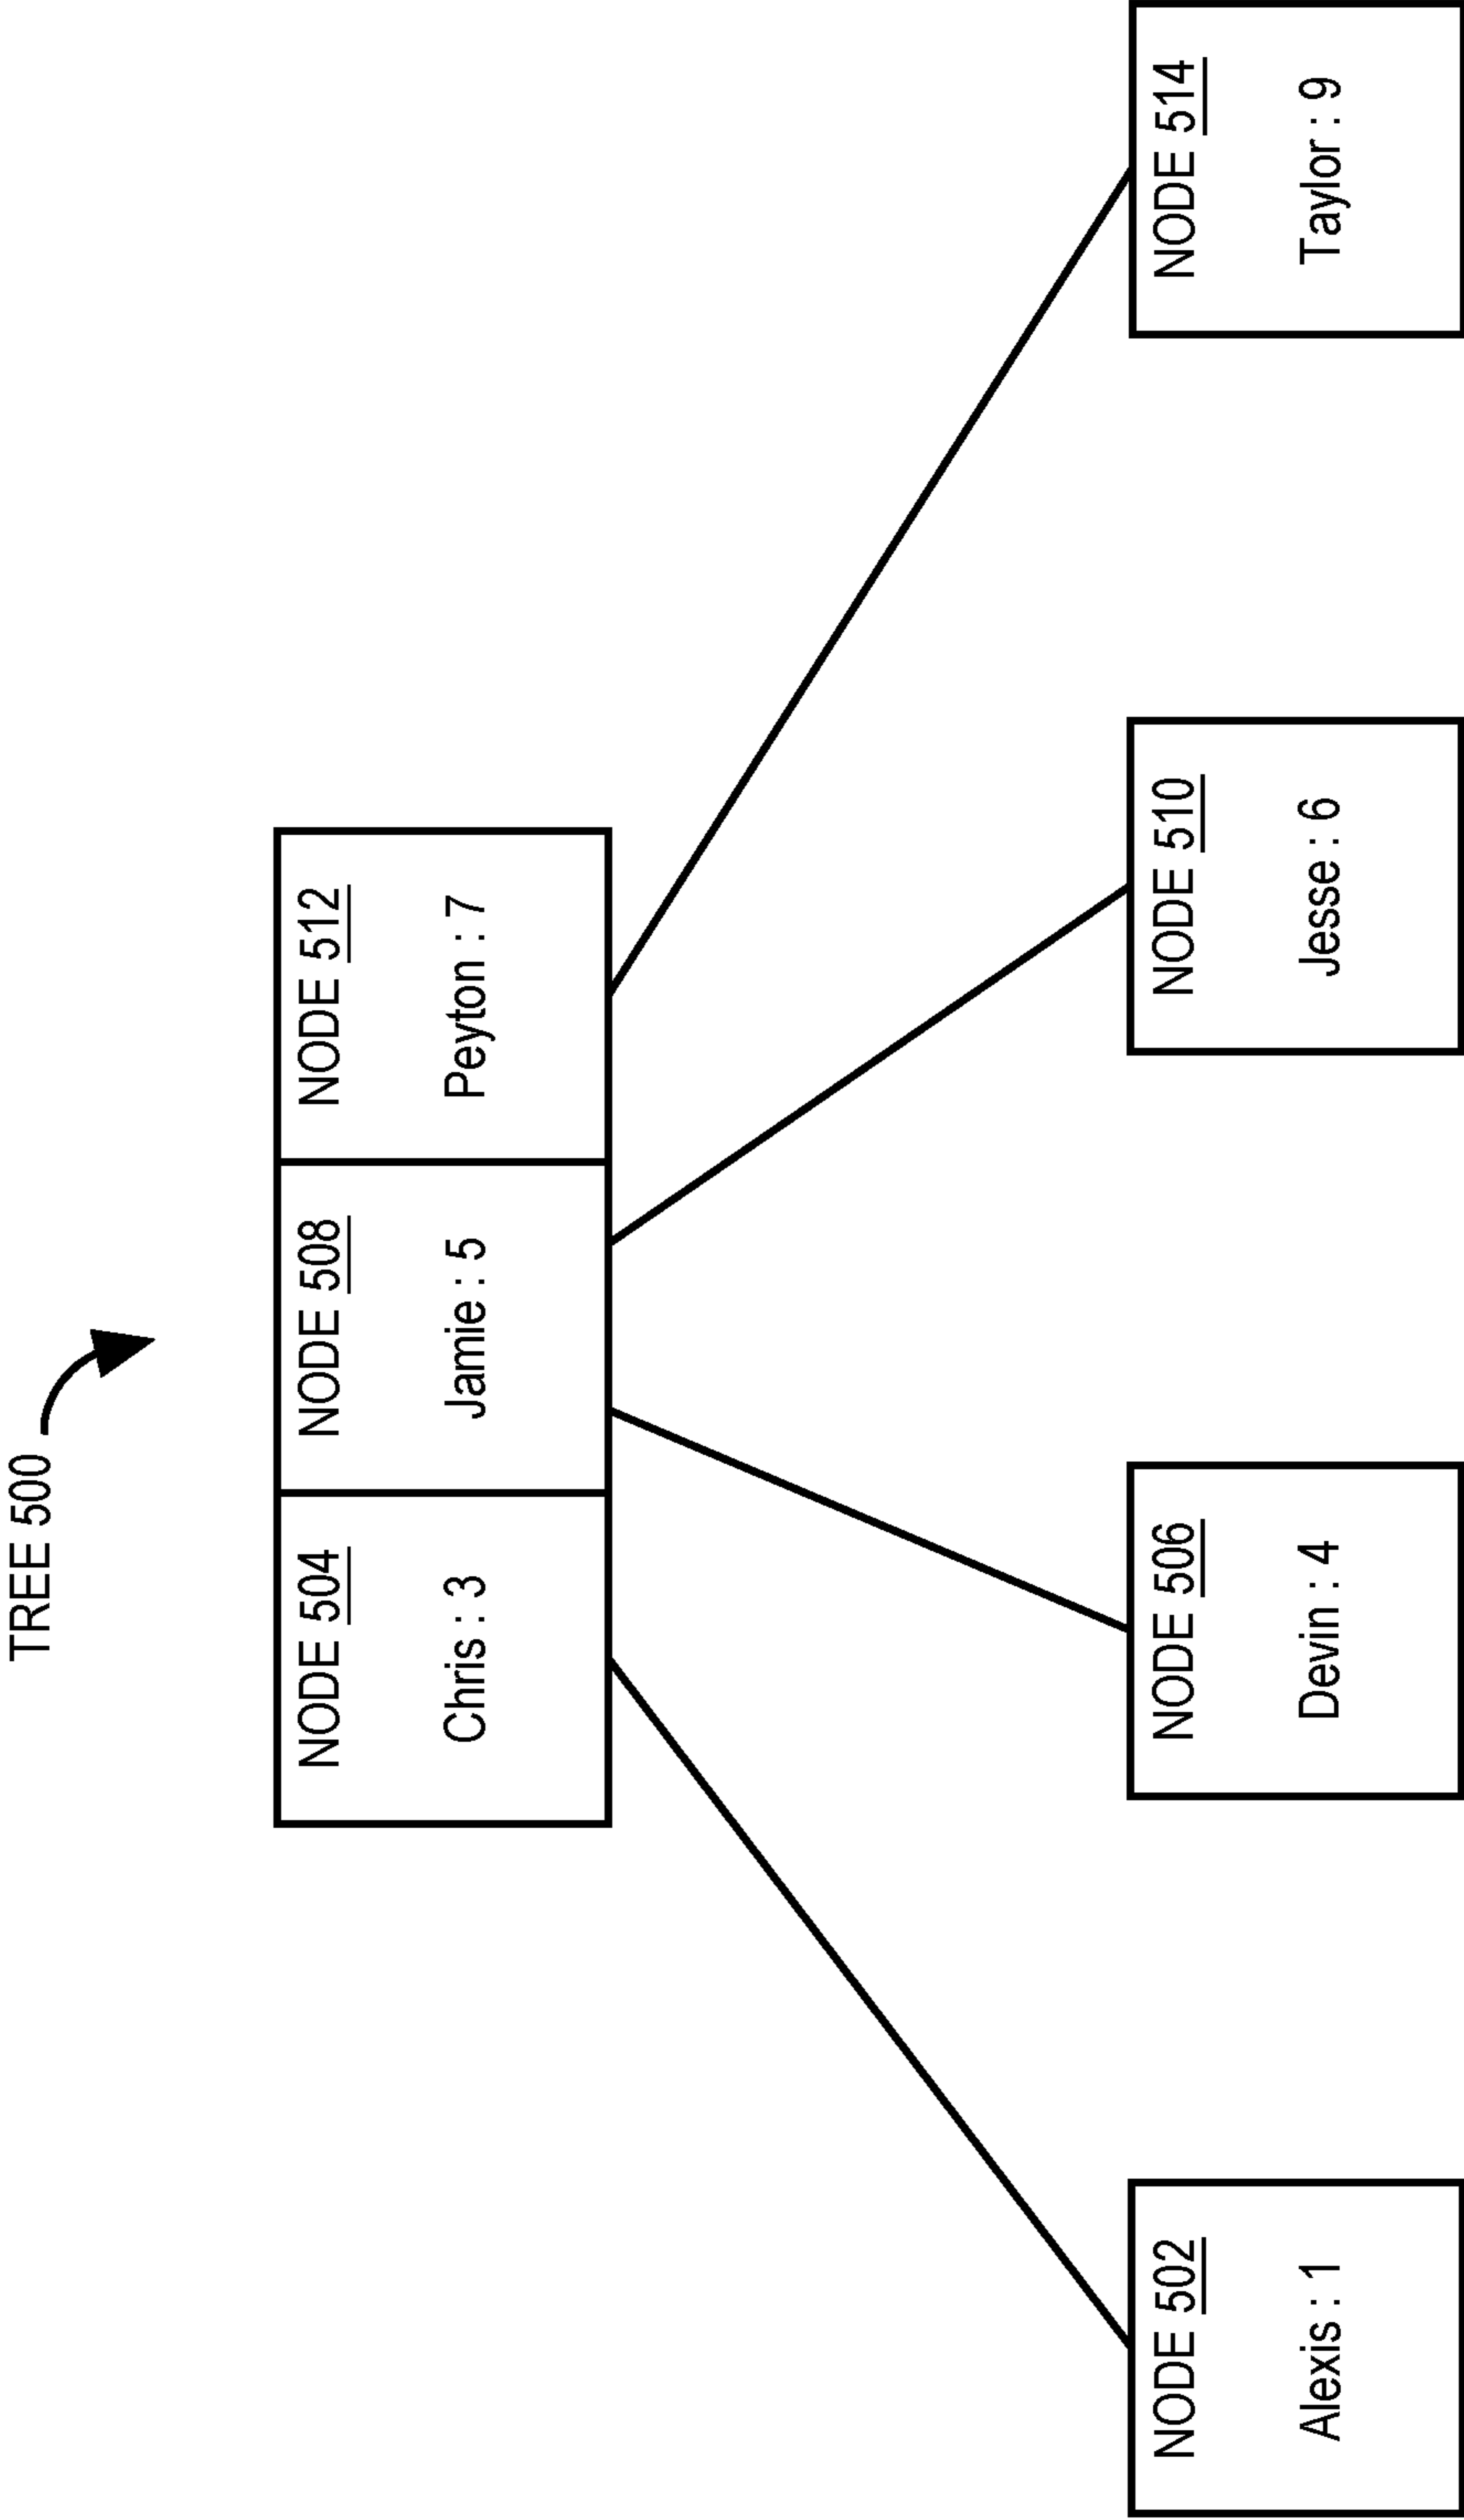 TREE 500
NODE 504
Chris : 3
NODE 508
Jamie : 5
NODE 512
Peyton : 7
NODE 502
Alexis : 1
NODE 506
Devin : 4
NODE 510
Jesse : 6
NODE 514
Taylor : 9